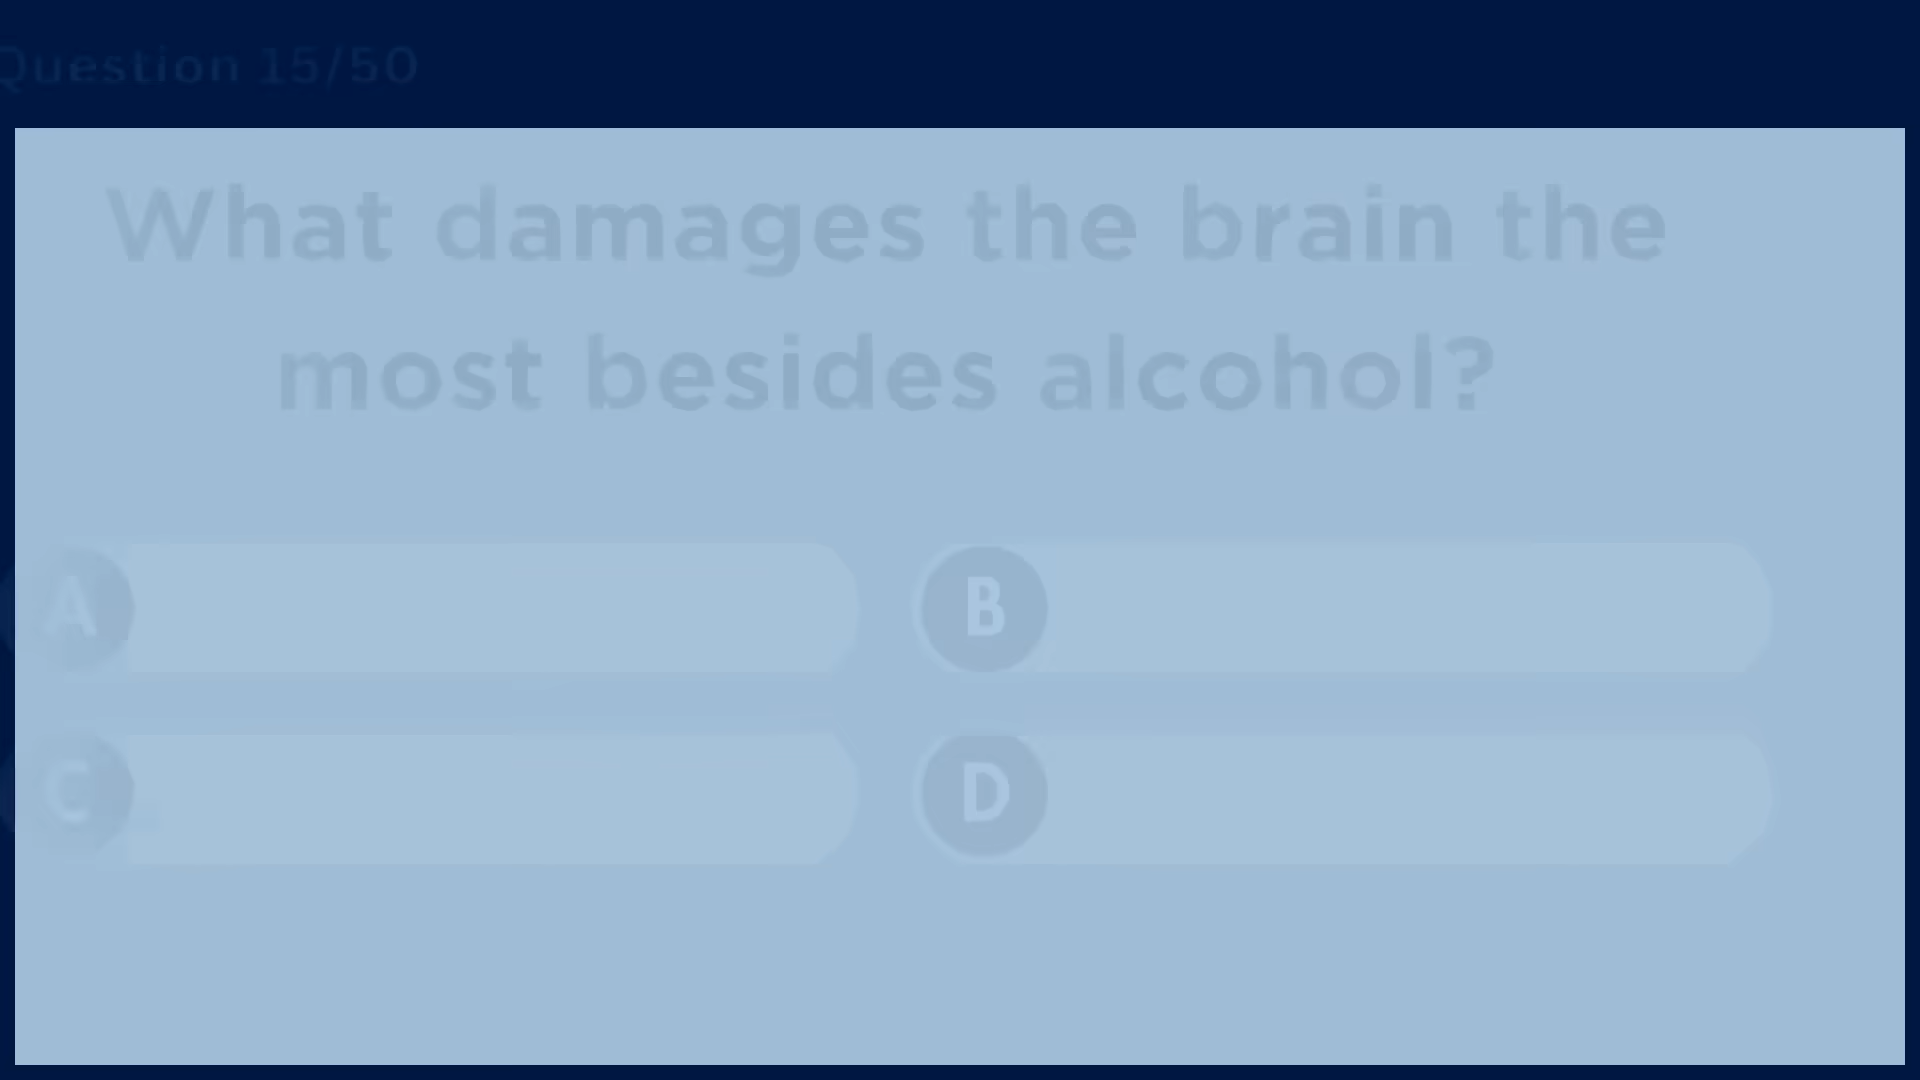 Question 15/50
What damages the brain the
most besides alcohol?
A
B
C
D